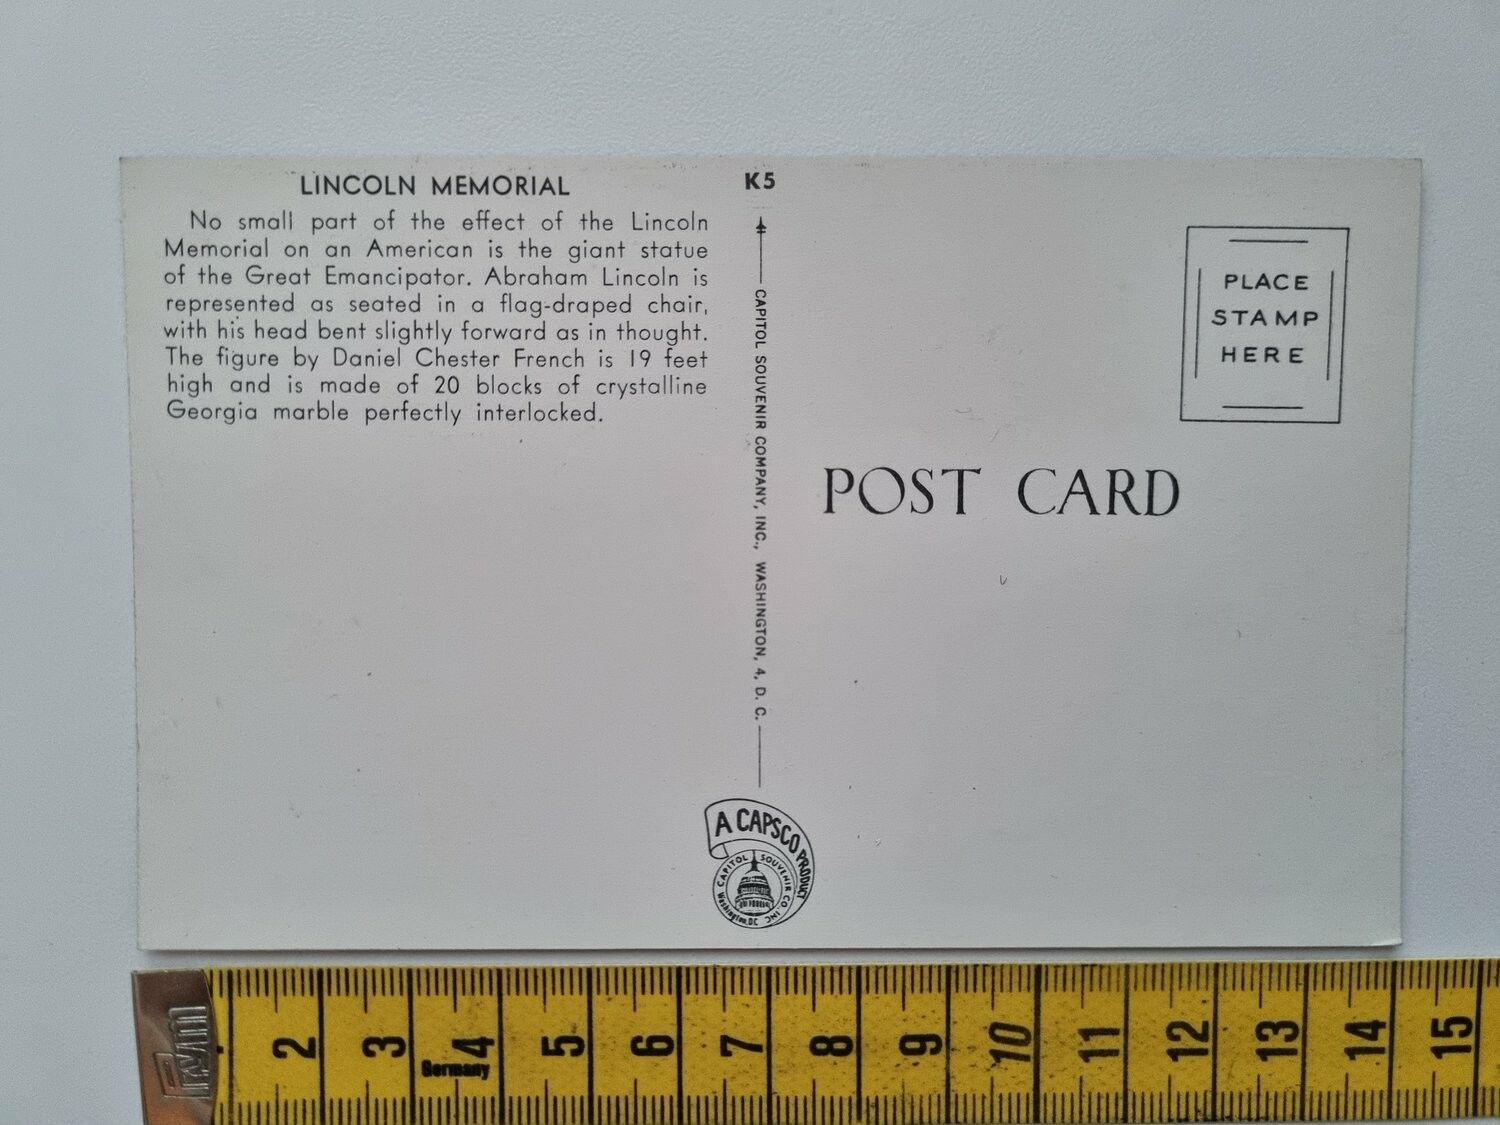 LINCOLN MEMORIAL
No small part of the effect of the Lincoln
Memorial on an American is the giant statue
of the Great Emancipator. Abraham Lincoln is
represented as seated in a flag-draped chair,
with his head bent slightly forward as in thought.
The figure by Daniel Chester French is 19 feet
high and is made of 20 blocks of crystalline
Georgia marble perfectly interlocked.
K5
CAPITOL SOUVENIR COMPANY, INC., WASHINGTON, 4, D. C.
PLACE
STAMP
HERE
POST CARD
A CAPSCO PRODUCT
CAPITOL SOUVENIR CO. INC
Washington, DC
2 3 4 5 6 7 8 9 10 11 12 13 14 15
Germany